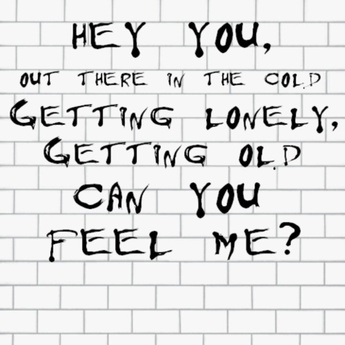 HEY YOU,
OUT THERE IN THE COLD
GETTING LONELY,
GETTING OLD
CAN YOU
FEEL ME?